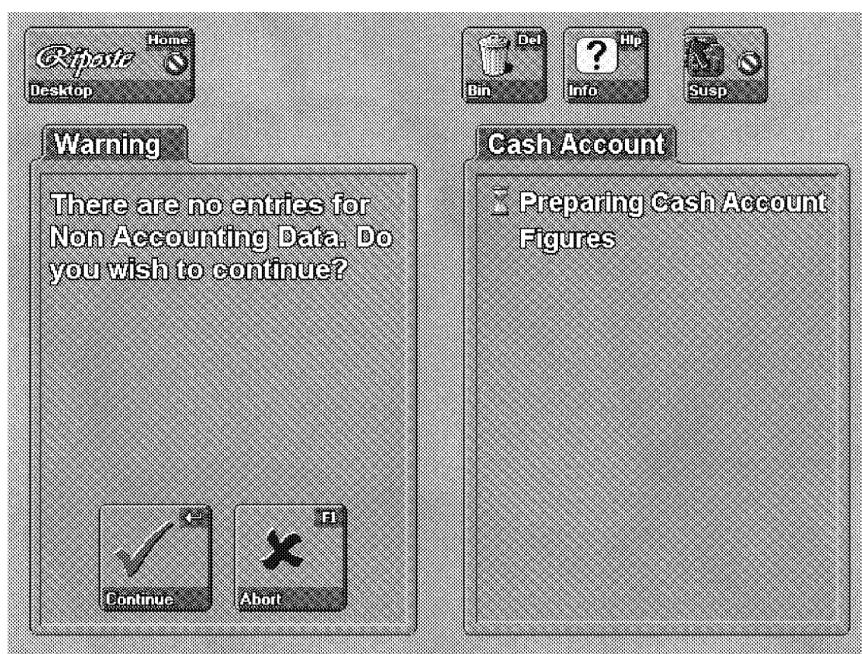 Home
Riposte
Desktop
Del
Bin
?
Hlp
Info
Susp
Warning
There are no entries for
Non Accounting Data. Do
you wish to continue?
Continue
F1
Abort
Cash Account
Preparing Cash Account
Figures